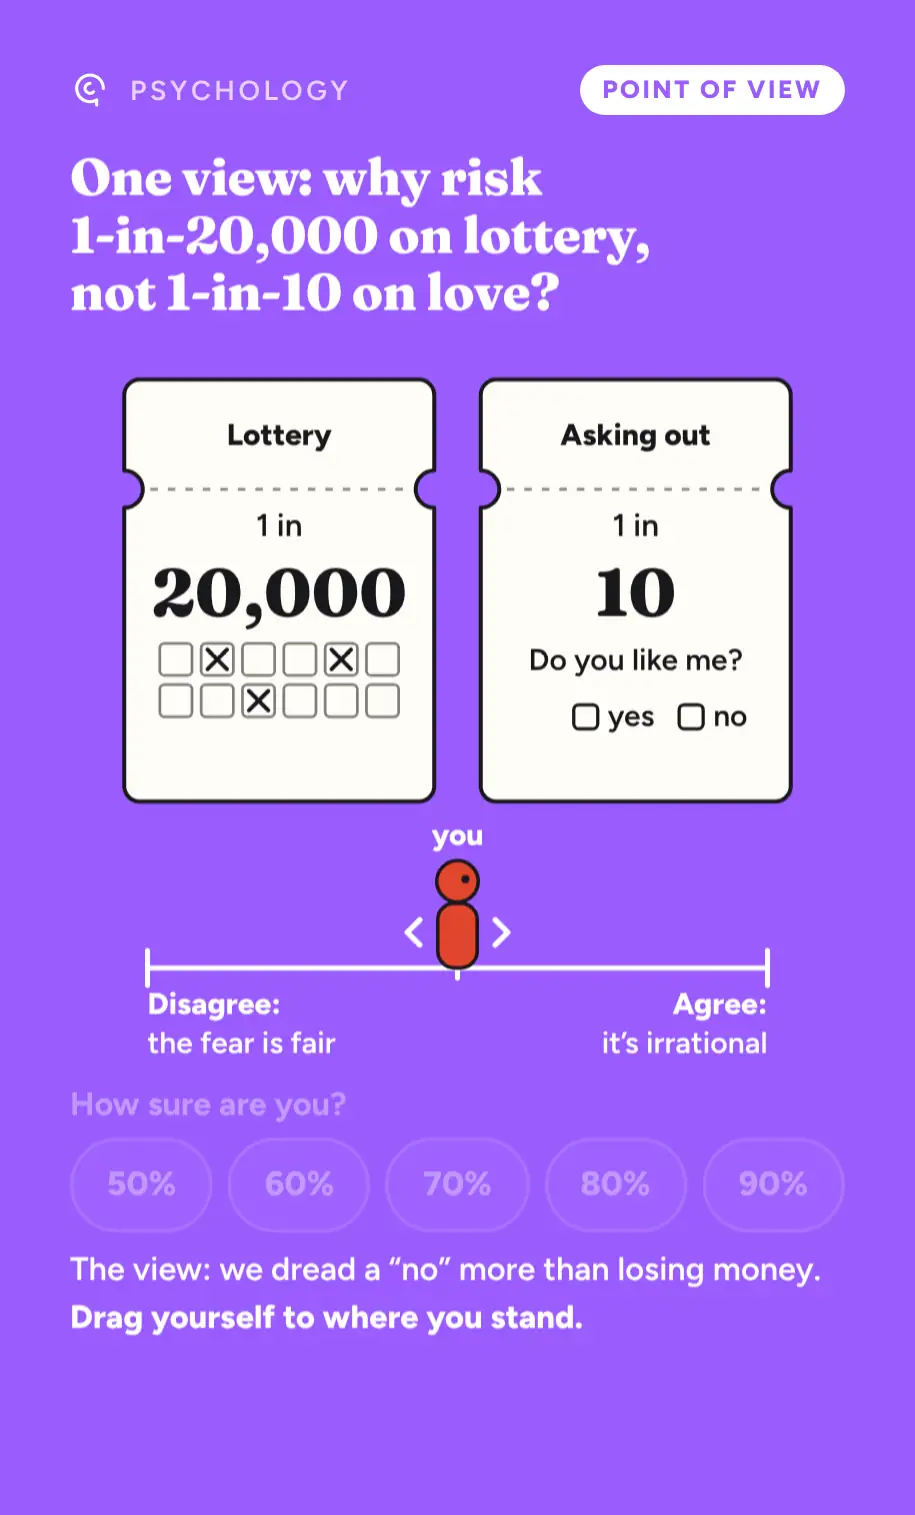 PSYCHOLOGY
POINT OF VIEW
One view: why risk
1-in-20,000 on lottery,
not 1-in-10 on love?
Lottery
1 in
20,000
Asking out
1 in
10
Do you like me?
yes no
you
Disagree:
the fear is fair
Agree:
it's irrational
How sure are you?
50% 60% 70% 80% 90%
The view: we dread a “no” more than losing money.
Drag yourself to where you stand.